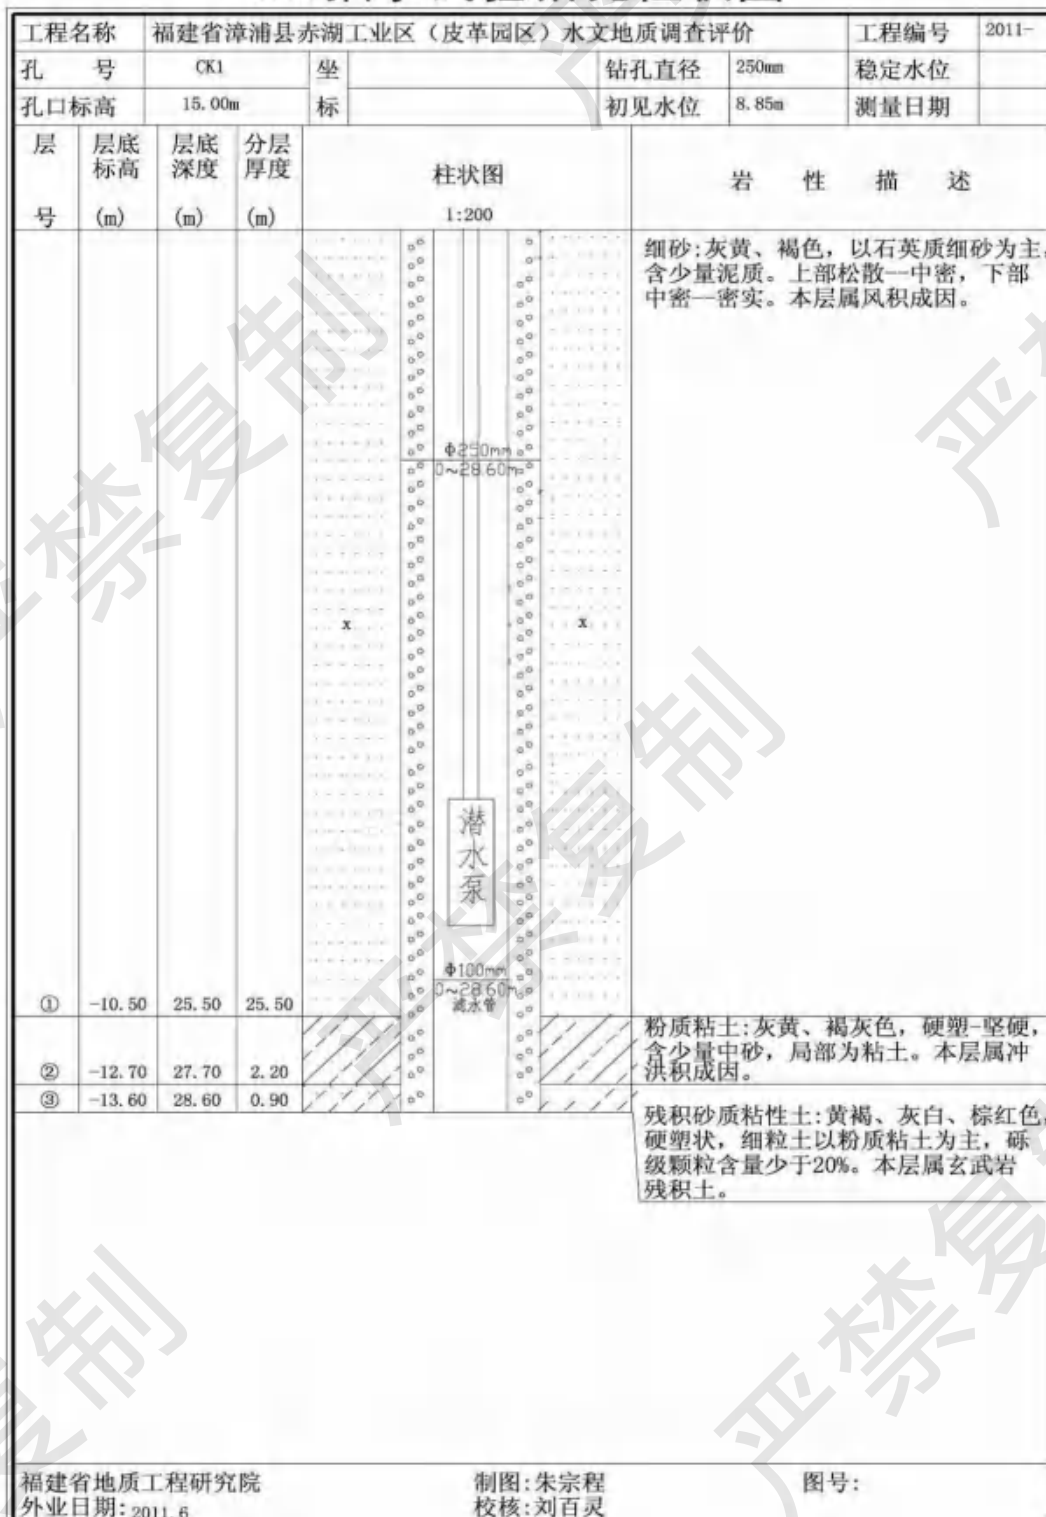 工程名称 福建省漳浦县赤湖工业区（皮革园区）水文地质调查评价 工程编号 2011-
孔 号 CK1 坐 钻孔直径 250mm 稳定水位
孔口标高 15.00m 标 初见水位 8.85m 测量日期
层 层底 层底 分层
标高 深度 厚度 柱状图 岩 性 描 述
号 (m) (m) (m) 1:200
细砂:灰黄、褐色，以石英质细砂为主，
含少量泥质。上部松散—中密，下部
中密—密实。本层属风积成因。
Φ250mm
0~28.60m
x x
潜
水
泵
Φ100mm
0~28.60m
滤水管
① -10.50 25.50 25.50
粉质粘土:灰黄、褐灰色，硬塑-坚硬，
含少量中砂，局部为粘土。本层属冲
洪积成因。
② -12.70 27.70 2.20
③ -13.60 28.60 0.90
残积砂质粘性土:黄褐、灰白、棕红色，
硬塑状，细粒土以粉质粘土为主，砾
级颗粒含量少于20%。本层属玄武岩
残积土。
福建省地质工程研究院 制图:朱宗程 图号:
外业日期:2011.6 校核:刘百灵
严禁复制
严禁复制
严禁复制